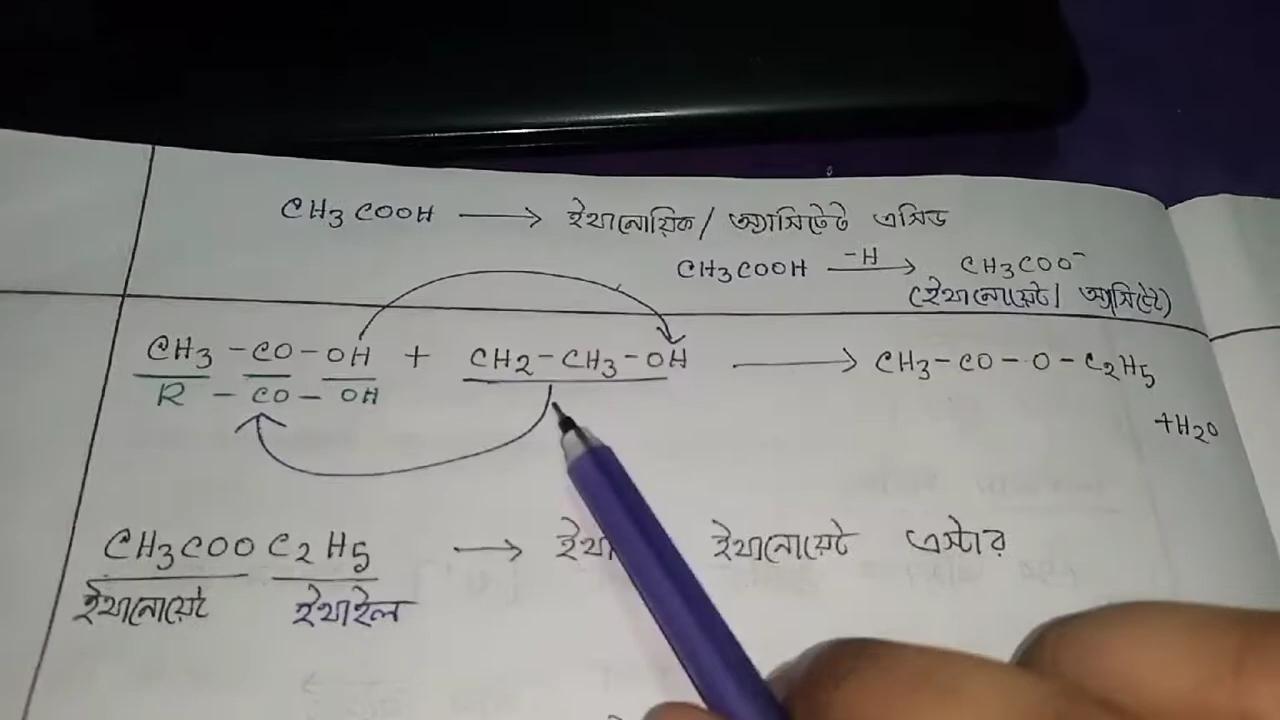 CH3COOH → ইথানোয়িক/ অ্যাসিটেট এসিড
CH3COOH -H→ CH3COO⁻
(ইথানোয়েট/ অ্যাসিটেট)
CH3-CO-OH + CH2-CH3-OH → CH3-CO-O-C2H5
R - CO - OH
+H2O
CH3COO C2H5 → ইথানোয়েট এস্টার
ইথানোয়েট ইথাইল